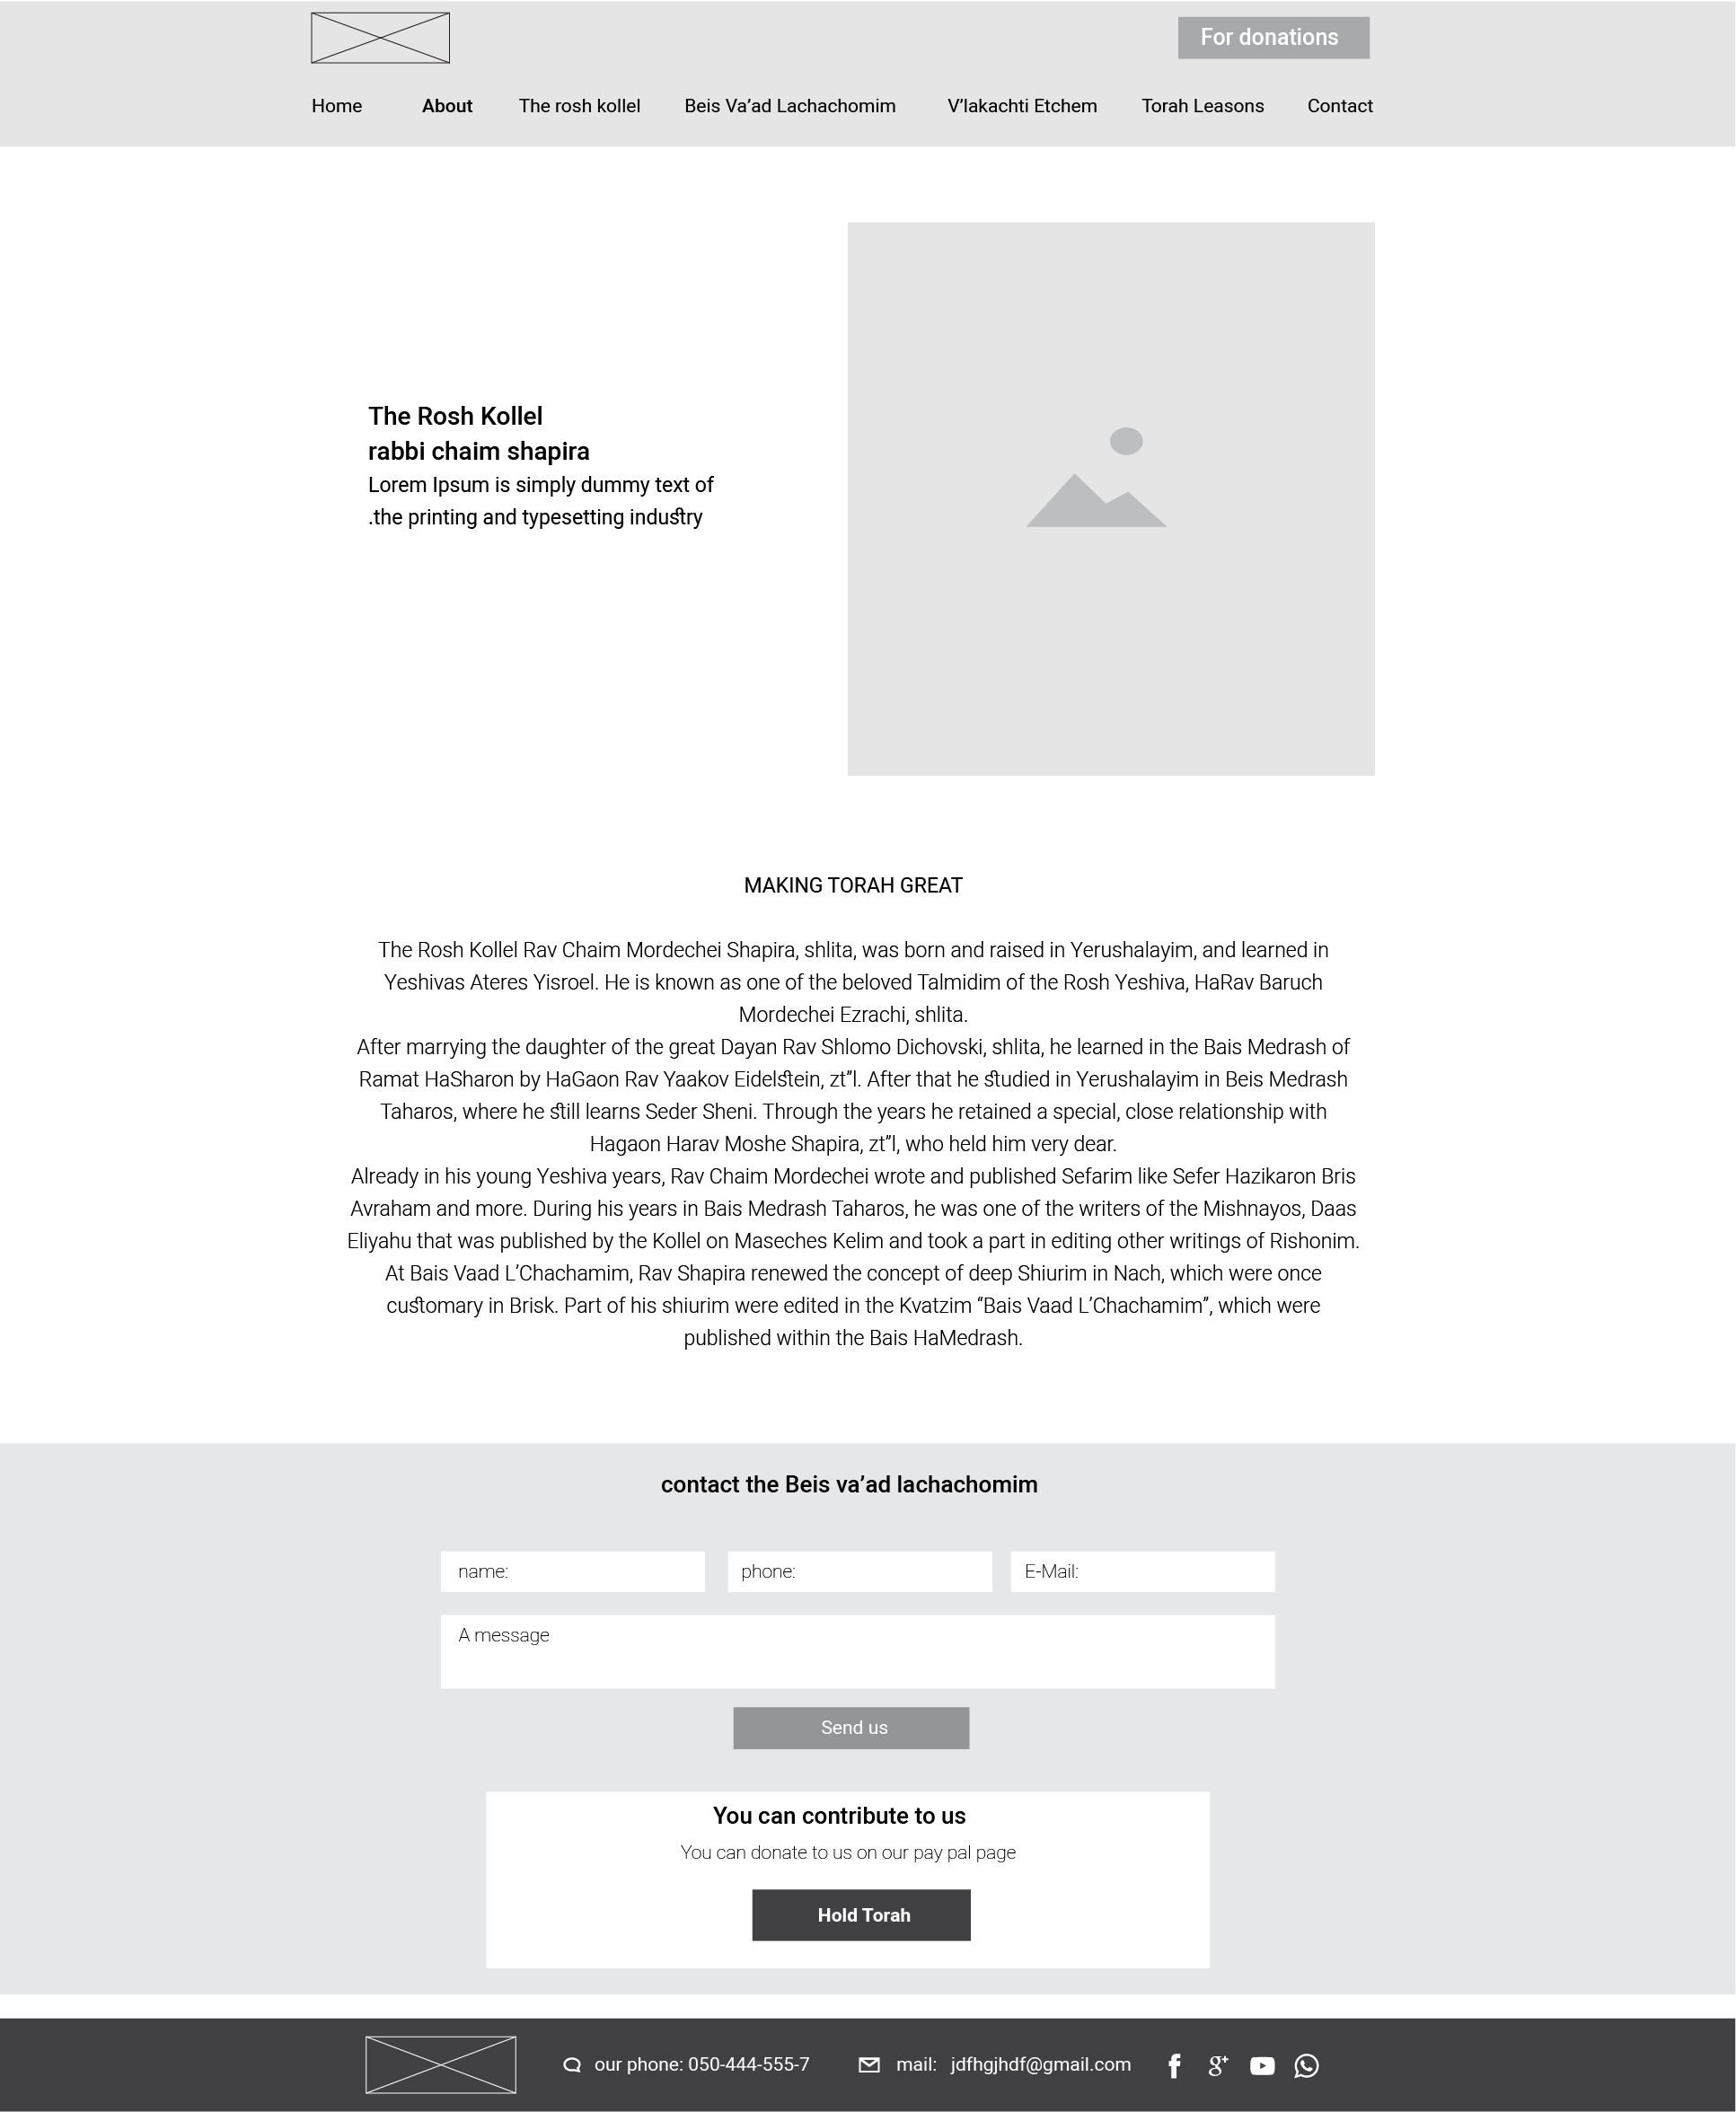 For donations
Home About The rosh kollel Beis Va’ad Lachachomim V’lakachti Etchem Torah Leasons Contact
The Rosh Kollel
rabbi chaim shapira
Lorem Ipsum is simply dummy text of
.the printing and typesetting industry
MAKING TORAH GREAT
The Rosh Kollel Rav Chaim Mordechei Shapira, shlita, was born and raised in Yerushalayim, and learned in
Yeshivas Ateres Yisroel. He is known as one of the beloved Talmidim of the Rosh Yeshiva, HaRav Baruch
Mordechei Ezrachi, shlita.
After marrying the daughter of the great Dayan Rav Shlomo Dichovski, shlita, he learned in the Bais Medrash of
Ramat HaSharon by HaGaon Rav Yaakov Eidelstein, zt”l. After that he studied in Yerushalayim in Beis Medrash
Taharos, where he still learns Seder Sheni. Through the years he retained a special, close relationship with
Hagaon Harav Moshe Shapira, zt”l, who held him very dear.
Already in his young Yeshiva years, Rav Chaim Mordechei wrote and published Sefarim like Sefer Hazikaron Bris
Avraham and more. During his years in Bais Medrash Taharos, he was one of the writers of the Mishnayos, Daas
Eliyahu that was published by the Kollel on Maseches Kelim and took a part in editing other writings of Rishonim.
At Bais Vaad L’Chachamim, Rav Shapira renewed the concept of deep Shiurim in Nach, which were once
customary in Brisk. Part of his shiurim were edited in the Kvatzim “Bais Vaad L’Chachamim”, which were
published within the Bais HaMedrash.
contact the Beis va’ad lachachomim
name: phone: E-Mail:
A message
Send us
You can contribute to us
You can donate to us on our pay pal page
Hold Torah
our phone: 050-444-555-7 mail: jdfhgjhdf@gmail.com